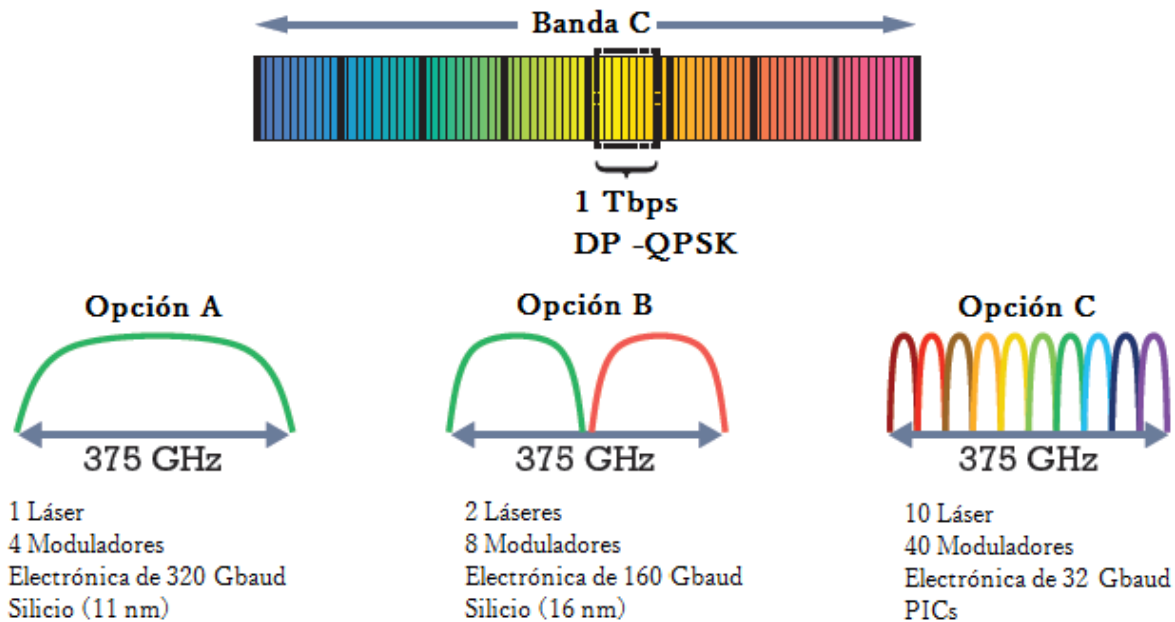 Banda C
1 Tbps
DP -QPSK
Opción A
375 GHz
1 Láser
4 Moduladores
Electrónica de 320 Gbaud
Silicio (11 nm)
Opción B
375 GHz
2 Láseres
8 Moduladores
Electrónica de 160 Gbaud
Silicio (16 nm)
Opción C
375 GHz
10 Láser
40 Moduladores
Electrónica de 32 Gbaud
PICs